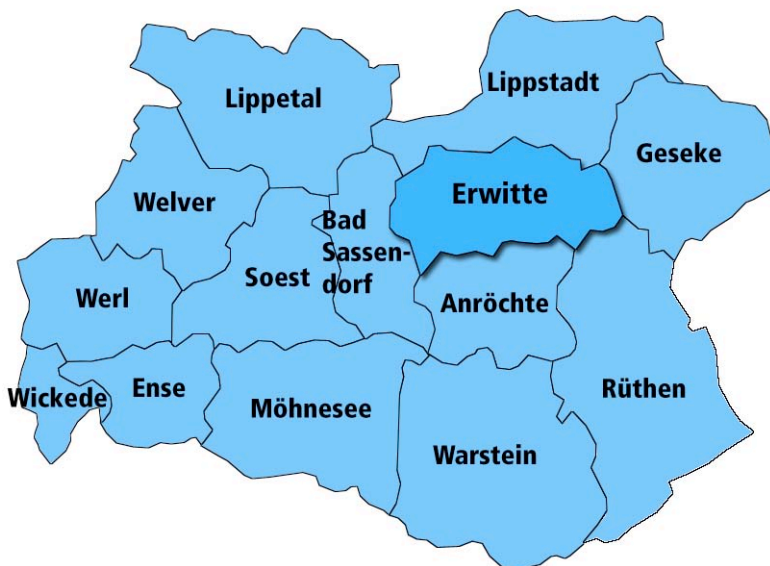 Lippetal
Lippstadt
Geseke
Welver
Erwitte
Bad
Sassen-
dorf
Soest
Werl
Anröchte
Wickede
Ense
Möhnesee
Rüthen
Warstein